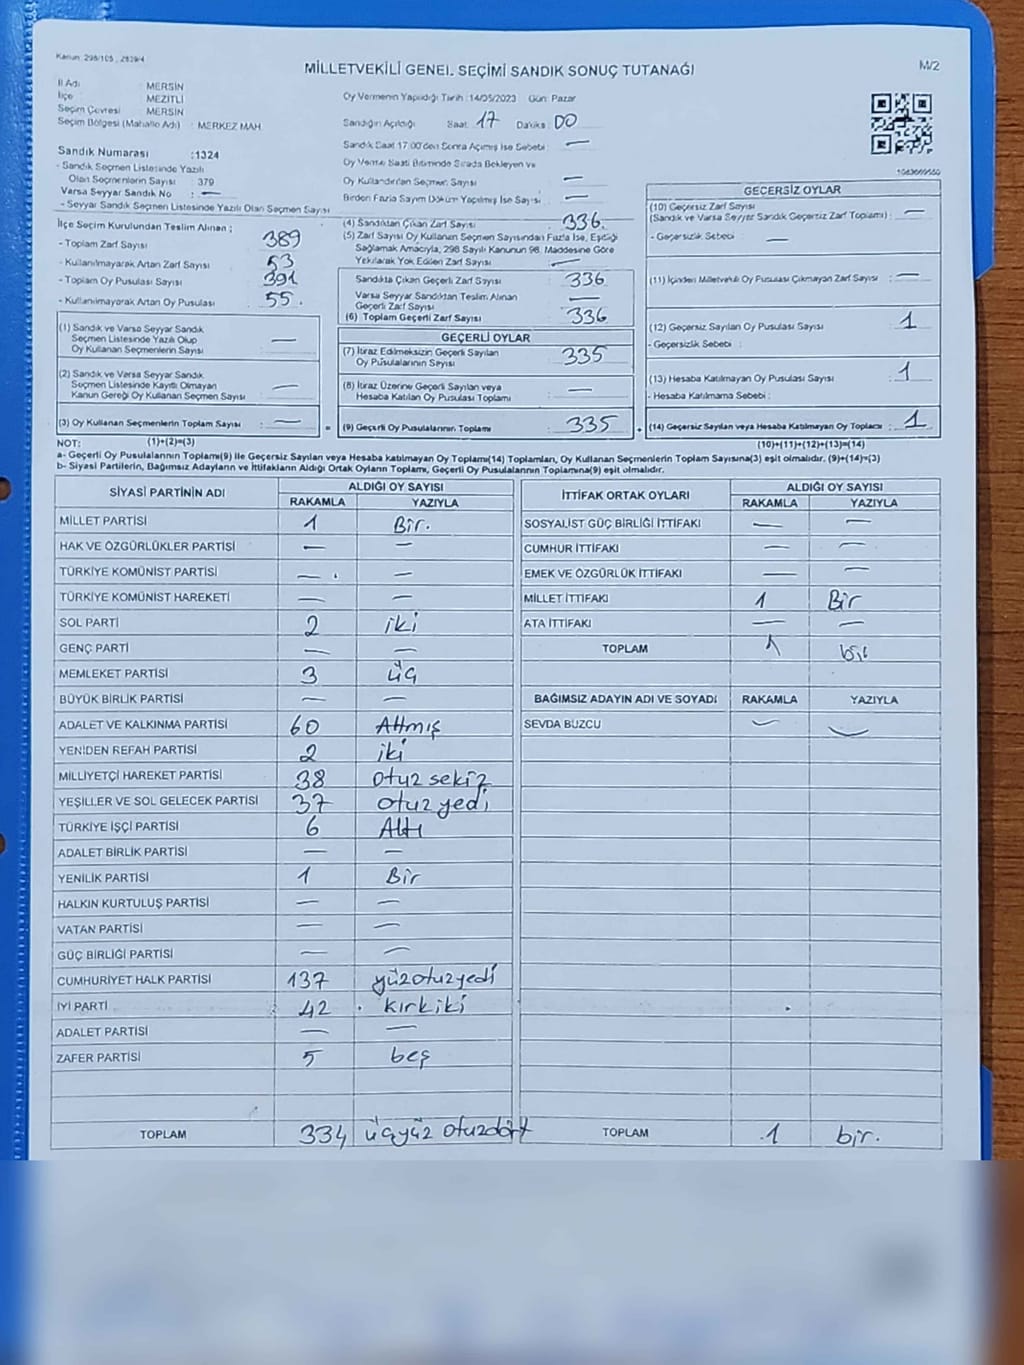 Kanun: 298/105 , 2839/4
MİLLETVEKİLİ GENEL SEÇİMİ SANDIK SONUÇ TUTANAĞI
M/2
İl Adı : MERSİN
İlçe : MEZİTLİ
Seçim Çevresi : MERSİN
Seçim Bölgesi (Mahalle Adı) : MERKEZ MAH.
Oy Vermenin Yapıldığı Tarih :14/05/2023 Gün: Pazar
Sandığın Açıldığı Saat: 17 Dakika: 00
Sandık Saat 17:00'den Sonra Açılmış İse Sebebi : —
Oy Verme Saati Bitiminde Sırada Bekleyen ve
Oy Kullandırılan Seçmen Sayısı : —
Birden Fazla Sayım Döküm Yapılmış İse Sayısı : —
Sandık Numarası :1324
- Sandık Seçmen Listesinde Yazılı
Olan Seçmenlerin Sayısı : 379
Varsa Seyyar Sandık No : —
- Seyyar Sandık Seçmen Listesinde Yazılı Olan Seçmen Sayısı
İlçe Seçim Kurulundan Teslim Alınan ;
- Toplam Zarf Sayısı : 389
- Kullanılmayarak Artan Zarf Sayısı : 53
- Toplam Oy Pusulası Sayısı : 391
- Kullanılmayarak Artan Oy Pusulası : 55.
(1) Sandık ve Varsa Seyyar Sandık
Seçmen Listesinde Yazılı Olup
Oy Kullanan Seçmenlerin Sayısı : —
(2) Sandık ve Varsa Seyyar Sandık
Seçmen Listesinde Kayıtlı Olmayan
Kanun Gereği Oy Kullanan Seçmen Sayısı : —
(3) Oy Kullanan Seçmenlerin Toplam Sayısı : —
(4) Sandıktan Çıkan Zarf Sayısı : 336.
(5) Zarf Sayısı Oy Kullanan Seçmen Sayısından Fazla İse, Eşitliği
Sağlamak Amacıyla, 298 Sayılı Kanunun 98. Maddesine Göre
Yakılarak Yok Edilen Zarf Sayısı : —
Sandıkta Çıkan Geçerli Zarf Sayısı : 336
Varsa Seyyar Sandıktan Teslim Alınan
Geçerli Zarf Sayısı : —
(6) Toplam Geçerli Zarf Sayısı : 336
GEÇERLİ OYLAR
(7) İtiraz Edilmeksizin Geçerli Sayılan
Oy Pusulalarının Sayısı : 335
(8) İtiraz Üzerine Geçerli Sayılan veya
Hesaba Katılan Oy Pusulası Toplamı : —
(9) Geçerli Oy Pusulalarının Toplamı : 335
GEÇERSİZ OYLAR
(10) Geçersiz Zarf Sayısı
(Sandık ve Varsa Seyyar Sandık Geçersiz Zarf Toplamı) : —
- Geçersizlik Sebebi : —
(11) İçinden Milletvekili Oy Pusulası Çıkmayan Zarf Sayısı : —
(12) Geçersiz Sayılan Oy Pusulası Sayısı : 1
- Geçersizlik Sebebi :
(13) Hesaba Katılmayan Oy Pusulası Sayısı : 1
- Hesaba Katılmama Sebebi :
(14) Geçersiz Sayılan veya Hesaba Katılmayan Oy Toplamı : 1
NOT: (1)+(2)=(3)
(10)+(11)+(12)+(13)=(14)
a- Geçerli Oy Pusulalarının Toplamı(9) ile Geçersiz Sayılan veya Hesaba katılmayan Oy Toplamı(14) Toplamları, Oy Kullanan Seçmenlerin Toplam Sayısına(3) eşit olmalıdır. (9)+(14)=(3)
b- Siyasi Partilerin, Bağımsız Adayların ve İttifakların Aldığı Ortak Oyların Toplamı, Geçerli Oy Pusulalarının Toplamına(9) eşit olmalıdır.
SİYASİ PARTİNİN ADI ALDIĞI OY SAYISI
RAKAMLA YAZIYLA
MİLLET PARTİSİ 1 Bir.
HAK VE ÖZGÜRLÜKLER PARTİSİ — —
TÜRKİYE KOMÜNİST PARTİSİ — —
TÜRKİYE KOMÜNİST HAREKETİ — —
SOL PARTİ 2 iki
GENÇ PARTİ — —
MEMLEKET PARTİSİ 3 üç
BÜYÜK BİRLİK PARTİSİ — —
ADALET VE KALKINMA PARTİSİ 60 Altmış
YENİDEN REFAH PARTİSİ 2 iki
MİLLİYETÇİ HAREKET PARTİSİ 38 otuz sekiz
YEŞİLLER VE SOL GELECEK PARTİSİ 37 otuz yedi
TÜRKİYE İŞÇİ PARTİSİ 6 Altı
ADALET BİRLİK PARTİSİ — —
YENİLİK PARTİSİ 1 Bir
HALKIN KURTULUŞ PARTİSİ — —
VATAN PARTİSİ — —
GÜÇ BİRLİĞİ PARTİSİ — —
CUMHURİYET HALK PARTİSİ 137 yüzotuzyedi
İYİ PARTİ 42 kırkiki
ADALET PARTİSİ — —
ZAFER PARTİSİ 5 beş
TOPLAM 334 üçyüz otuzdört
İTTİFAK ORTAK OYLARI ALDIĞI OY SAYISI
RAKAMLA YAZIYLA
SOSYALİST GÜÇ BİRLİĞİ İTTİFAKI — —
CUMHUR İTTİFAKI — —
EMEK VE ÖZGÜRLÜK İTTİFAKI — —
MİLLET İTTİFAKI 1 Bir
ATA İTTİFAKI — —
TOPLAM 1 bir
BAĞIMSIZ ADAYIN ADI VE SOYADI RAKAMLA YAZIYLA
SEVDA BUZCU — —
TOPLAM 1 bir.